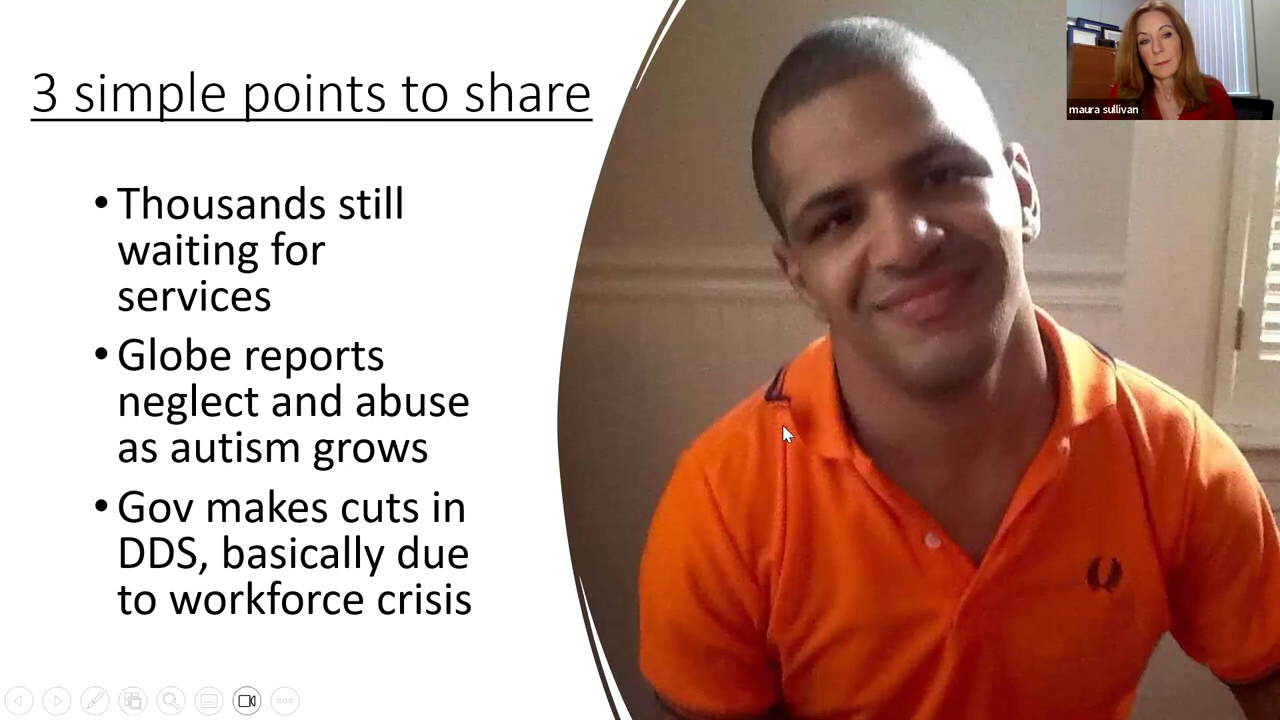 3 simple points to share
maura sullivan
• Thousands still
waiting for
services
• Globe reports
neglect and abuse
as autism grows
• Gov makes cuts in
DDS, basically due
to workforce crisis